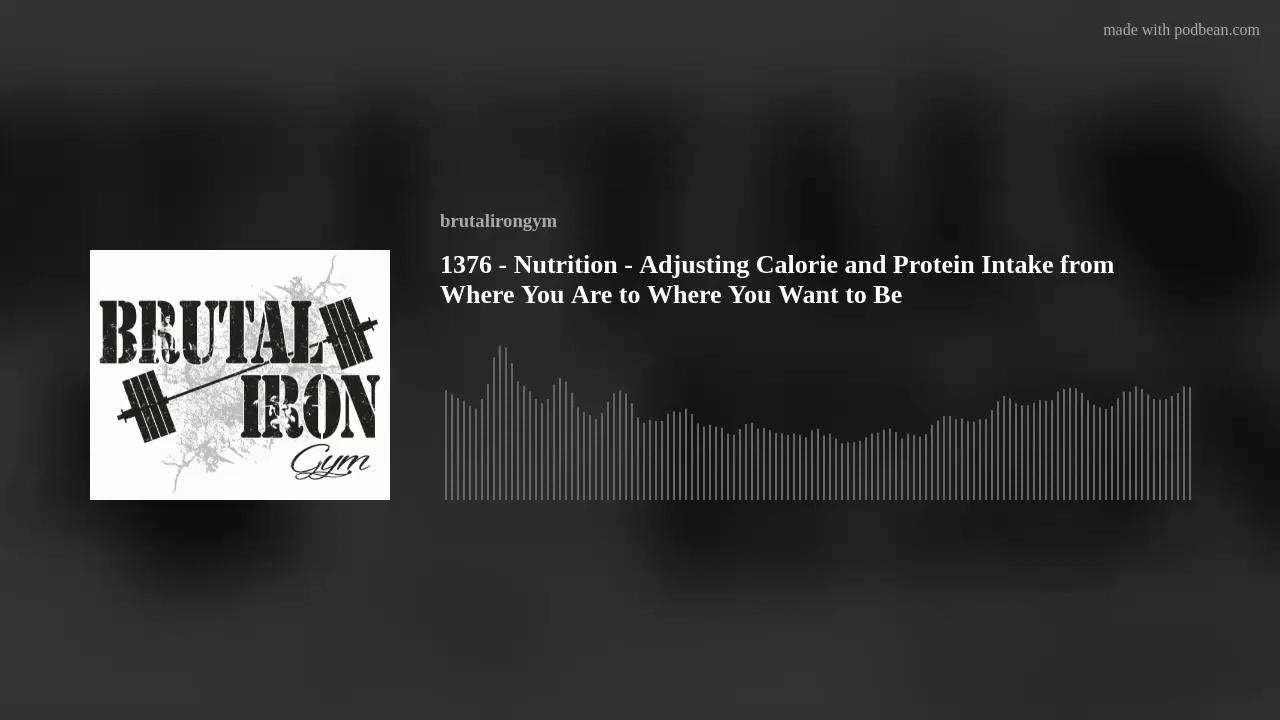 made with podbean.com
brutalirongym
1376 - Nutrition - Adjusting Calorie and Protein Intake from
Where You Are to Where You Want to Be
BRUTAL
IRON
Gym